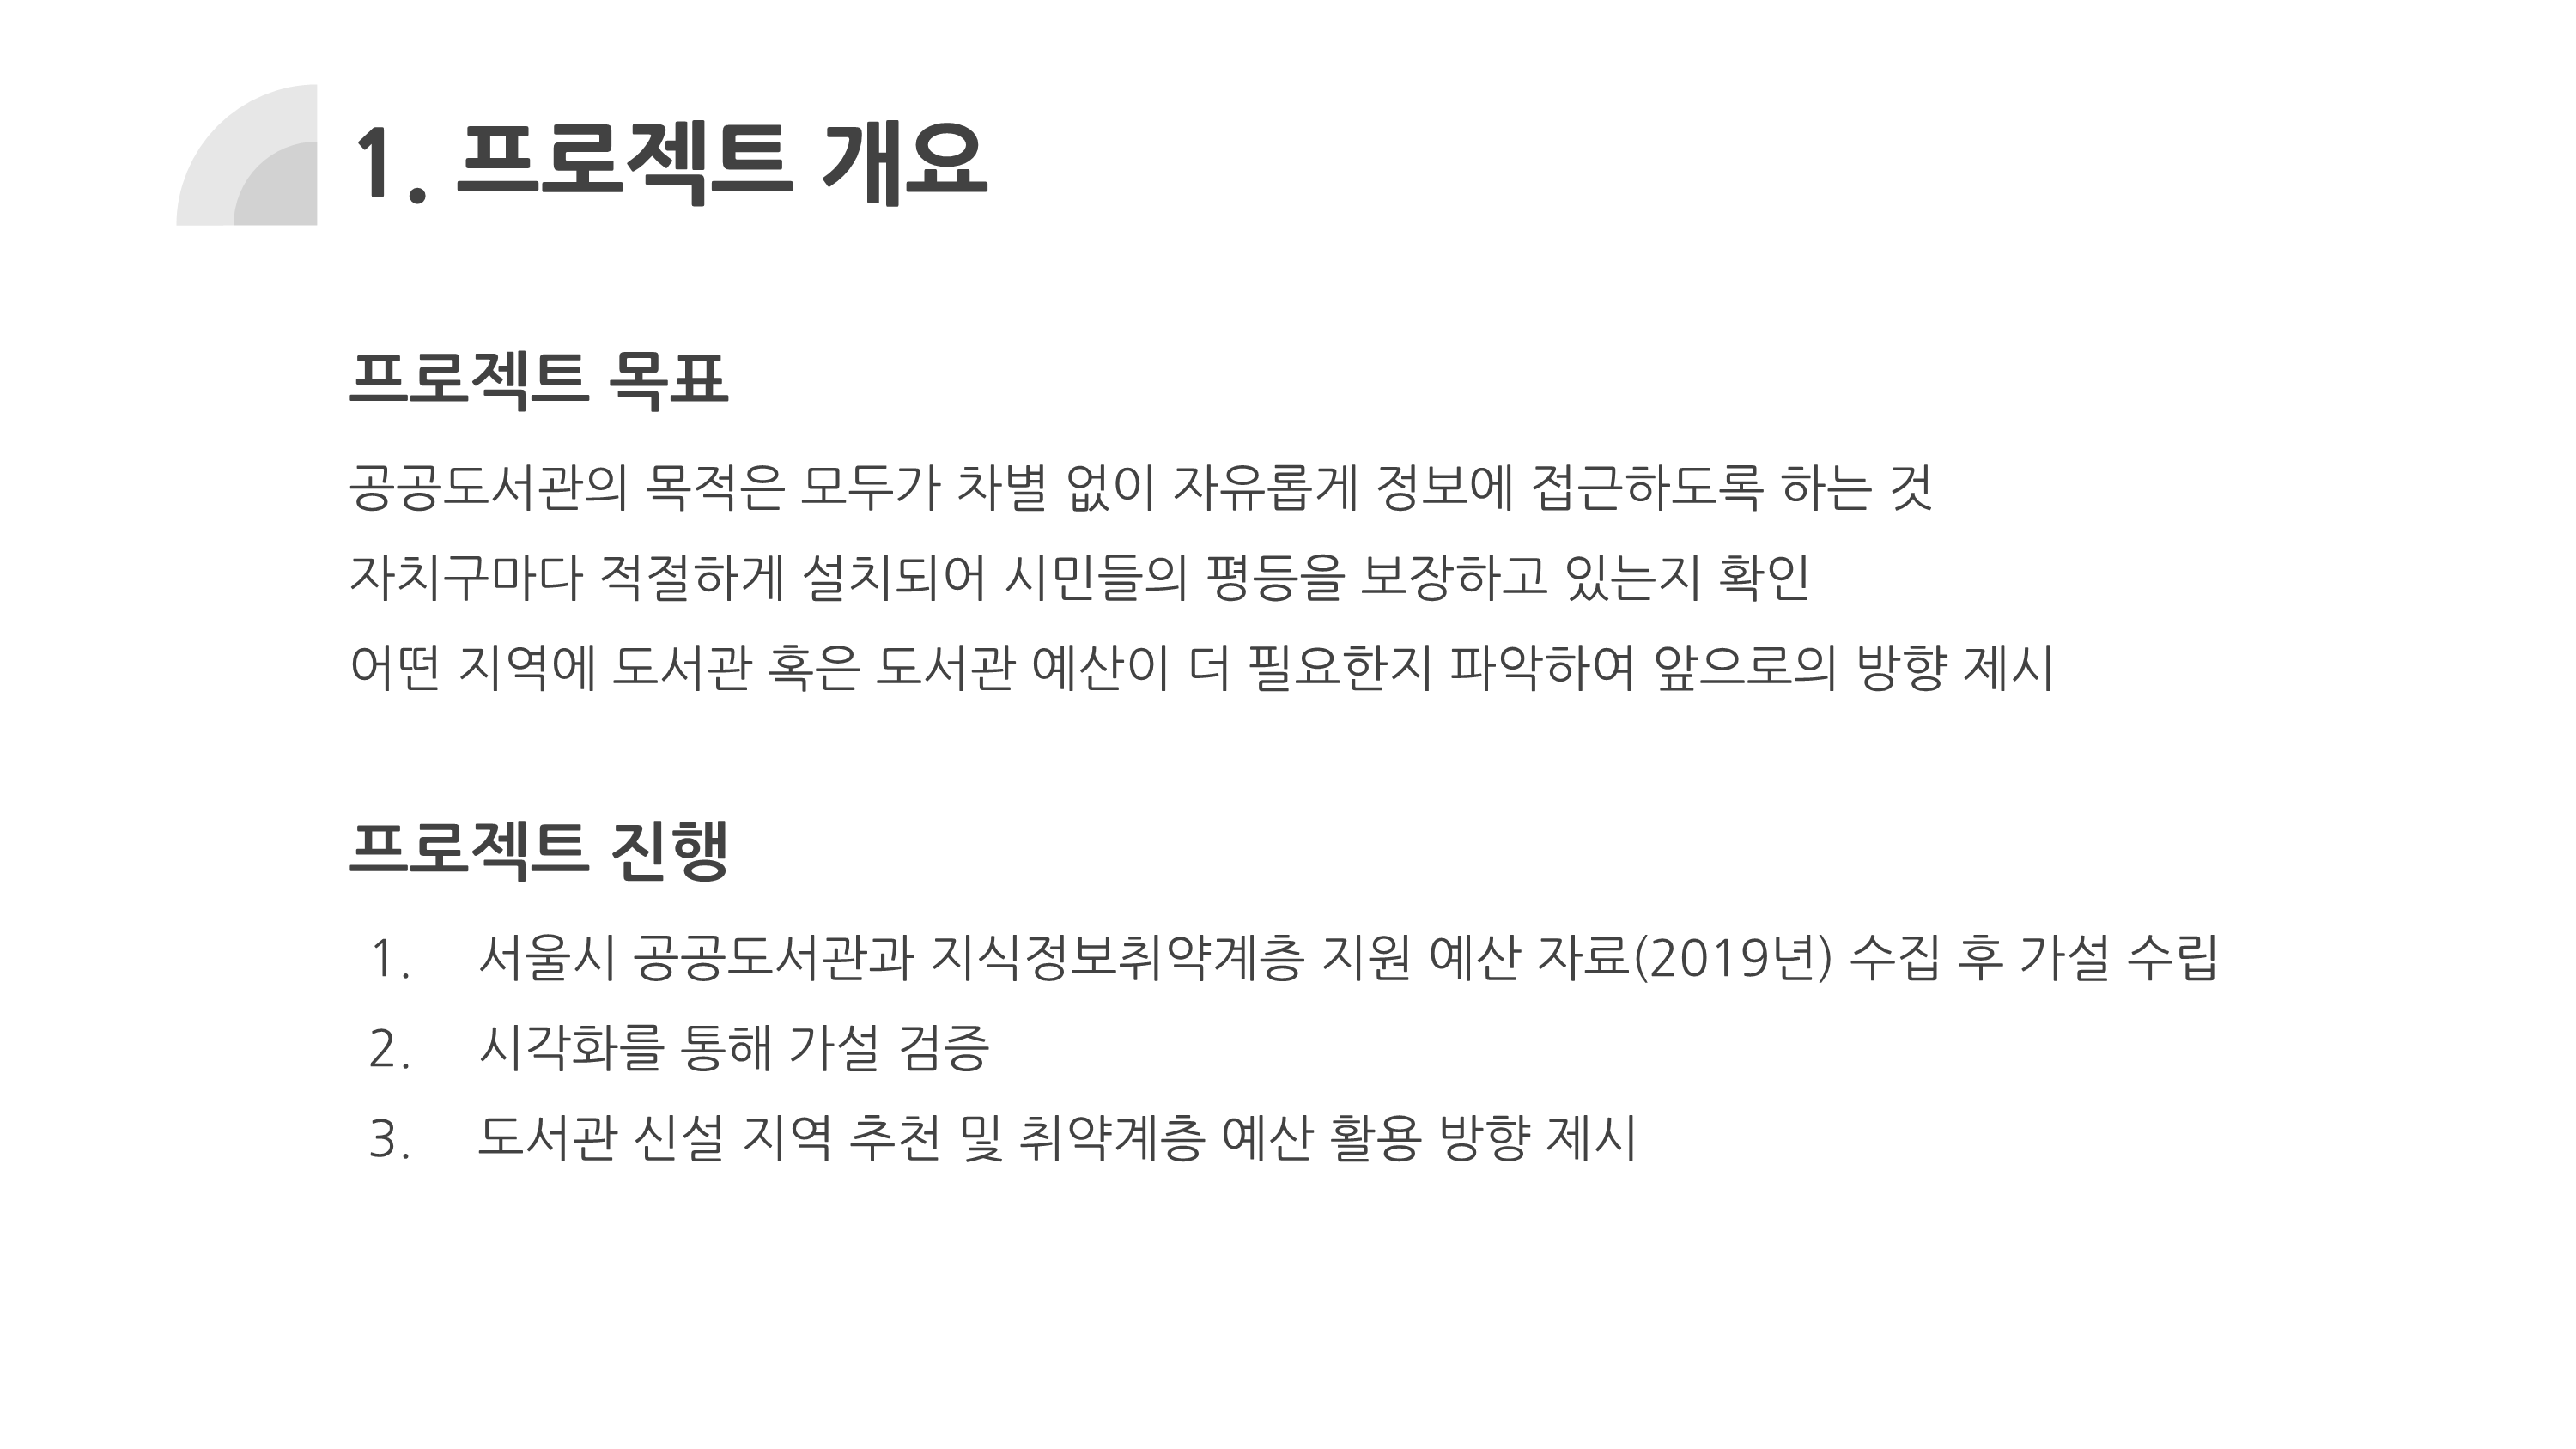 1. 프로젝트 개요
프로젝트 목표
공공도서관의 목적은 모두가 차별 없이 자유롭게 정보에 접근하도록 하는 것
자치구마다 적절하게 설치되어 시민들의 평등을 보장하고 있는지 확인
어떤 지역에 도서관 혹은 도서관 예산이 더 필요한지 파악하여 앞으로의 방향 제시
프로젝트 진행
1. 서울시 공공도서관과 지식정보취약계층 지원 예산 자료(2019년) 수집 후 가설 수립
2. 시각화를 통해 가설 검증
3. 도서관 신설 지역 추천 및 취약계층 예산 활용 방향 제시